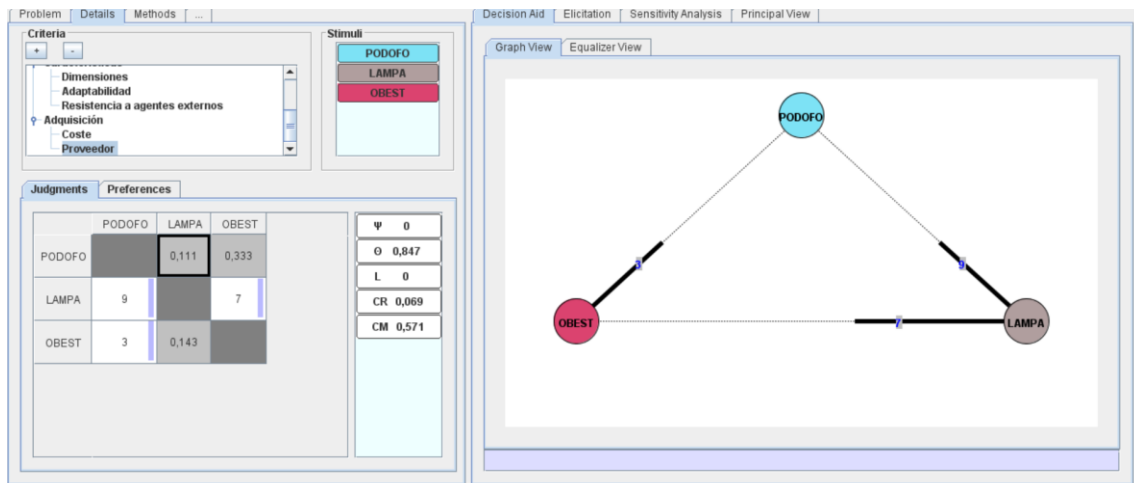 Problem Details Methods ...
Criteria
+ -
Dimensiones
Adaptabilidad
Resistencia a agentes externos
Adquisición
Coste
Proveedor
Stimuli
PODOFO
LAMPA
OBEST
Judgments Preferences
PODOFO LAMPA OBEST
PODOFO 0,111 0,333
LAMPA 9 7
OBEST 3 0,143
Ψ 0
Θ 0,847
L 0
CR 0,069
CM 0,571
Decision Aid Elicitation Sensitivity Analysis Principal View
Graph View Equalizer View
PODOFO
3 9
OBEST 7 LAMPA